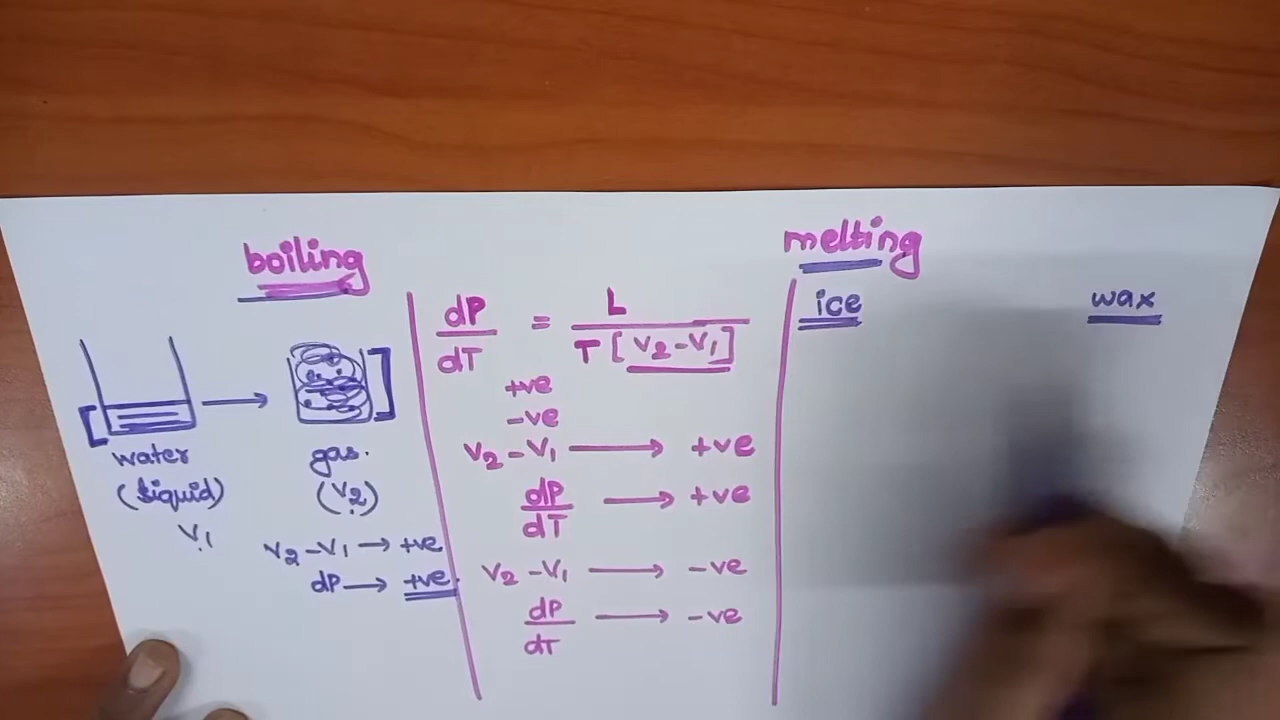 boiling
water
(liquid)
V₁
gas.
(V₂)
V₂ - V₁ → +ve
dP → +ve
dP/dT = L/T[V₂-V₁]
+ve
-ve
V₂ - V₁ → +ve
dP/dT → +ve
V₂ - V₁ → -ve
dP/dT → -ve
melting
ice
wax